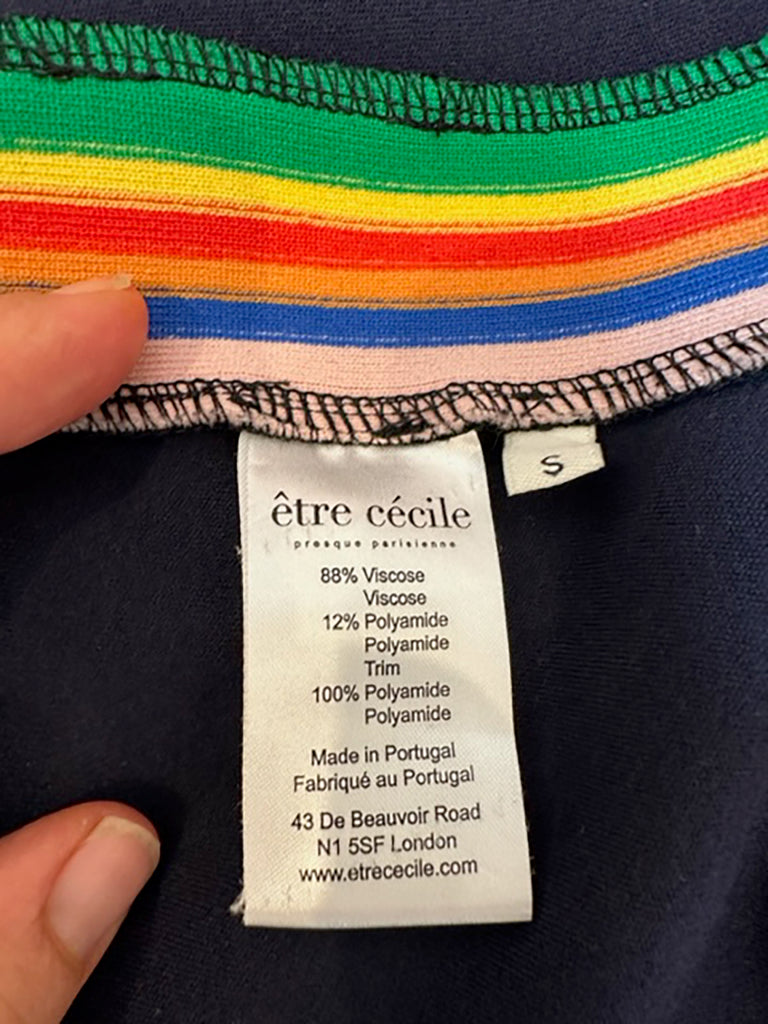 être cécile
presque parisienne
S
88% Viscose
Viscose
12% Polyamide
Polyamide
Trim
100% Polyamide
Polyamide
Made in Portugal
Fabriqué au Portugal
43 De Beauvoir Road
N1 5SF London
www.etrececile.com